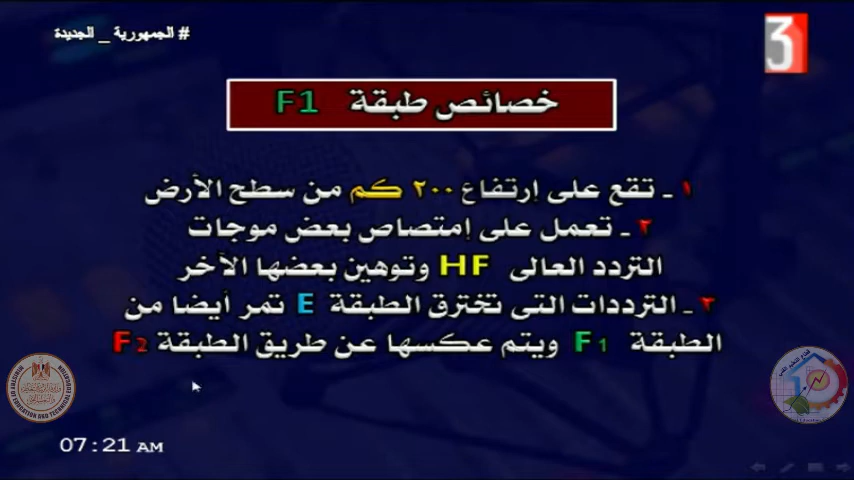 # الجمهورية _ الجديدة
3
خصائص طبقة F1
١ ـ تقع على إرتفاع ٢٠٠ كم من سطح الأرض
٢ ـ تعمل على إمتصاص بعض موجات
التردد العالى HF وتوهين بعضها الآخر
٣ ـ الترددات التى تخترق الطبقة E تمر أيضا من
الطبقة F1 ويتم عكسها عن طريق الطبقة F2
07:21 AM